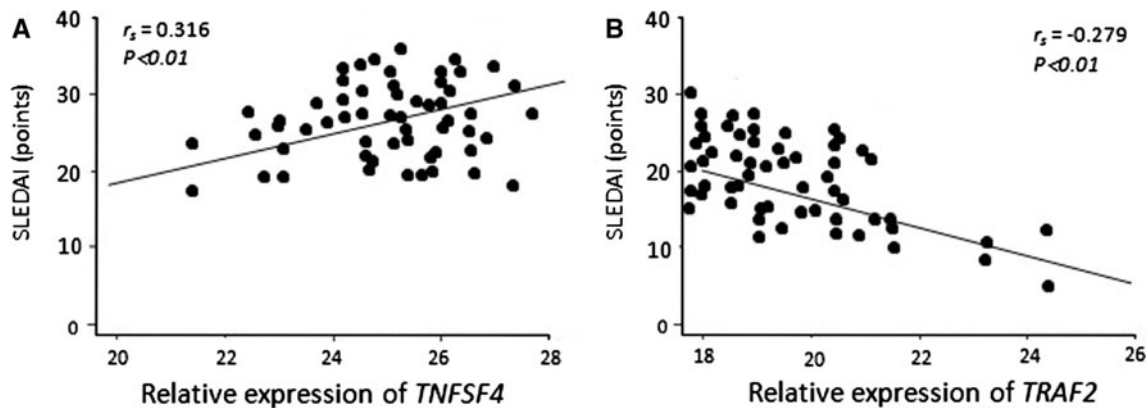 A
r_s = 0.316
P<0.01
SLEDAI (points)
40
30
20
10
0
20 22 24 26 28
Relative expression of TNFSF4
B
r_s = -0.279
P<0.01
SLEDAI (points)
40
30
20
10
0
18 20 22 24 26
Relative expression of TRAF2